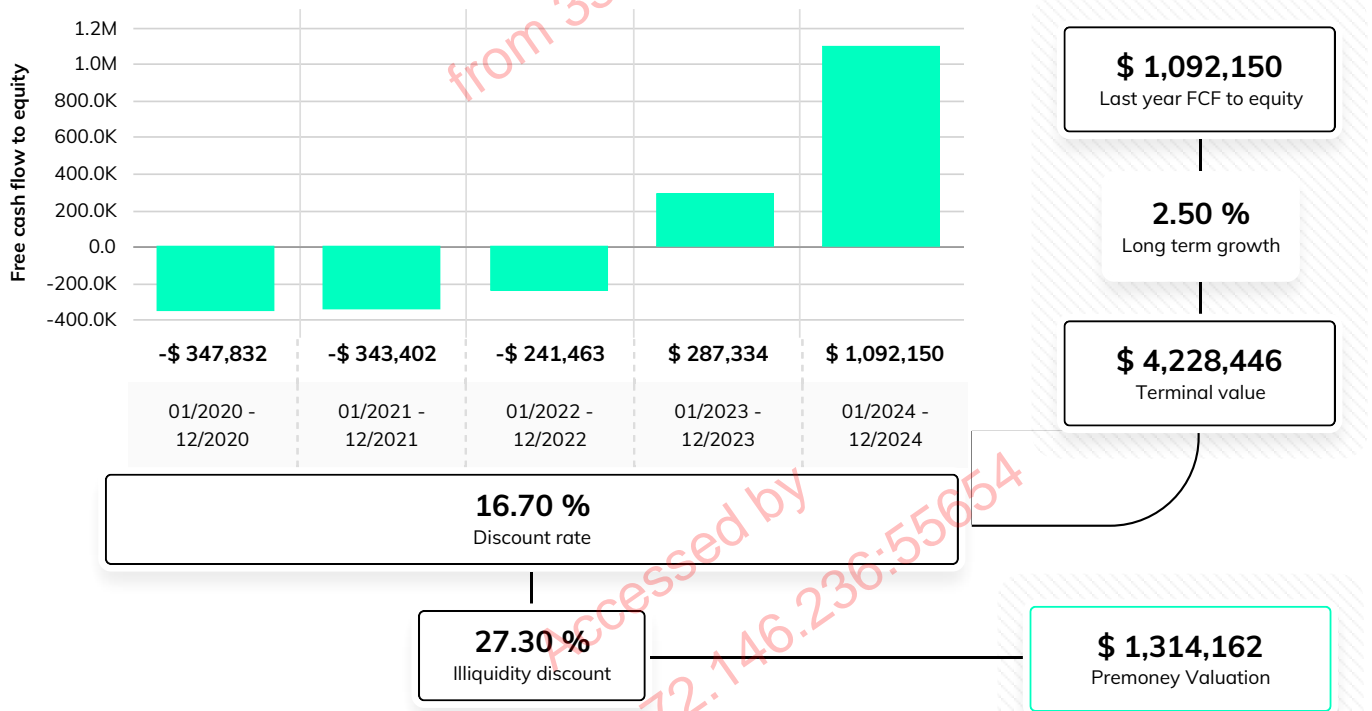 1.2M
1.0M
800.0K
600.0K
400.0K
200.0K
0.0
-200.0K
-400.0K
Free cash flow to equity
-$ 347,832
-$ 343,402
-$ 241,463
$ 287,334
$ 1,092,150
01/2020 -
12/2020
01/2021 -
12/2021
01/2022 -
12/2022
01/2023 -
12/2023
01/2024 -
12/2024
16.70 %
Discount rate
27.30 %
Illiquidity discount
$ 1,092,150
Last year FCF to equity
2.50 %
Long term growth
$ 4,228,446
Terminal value
$ 1,314,162
Premoney Valuation
from
Accessed by
72.146.236:55654